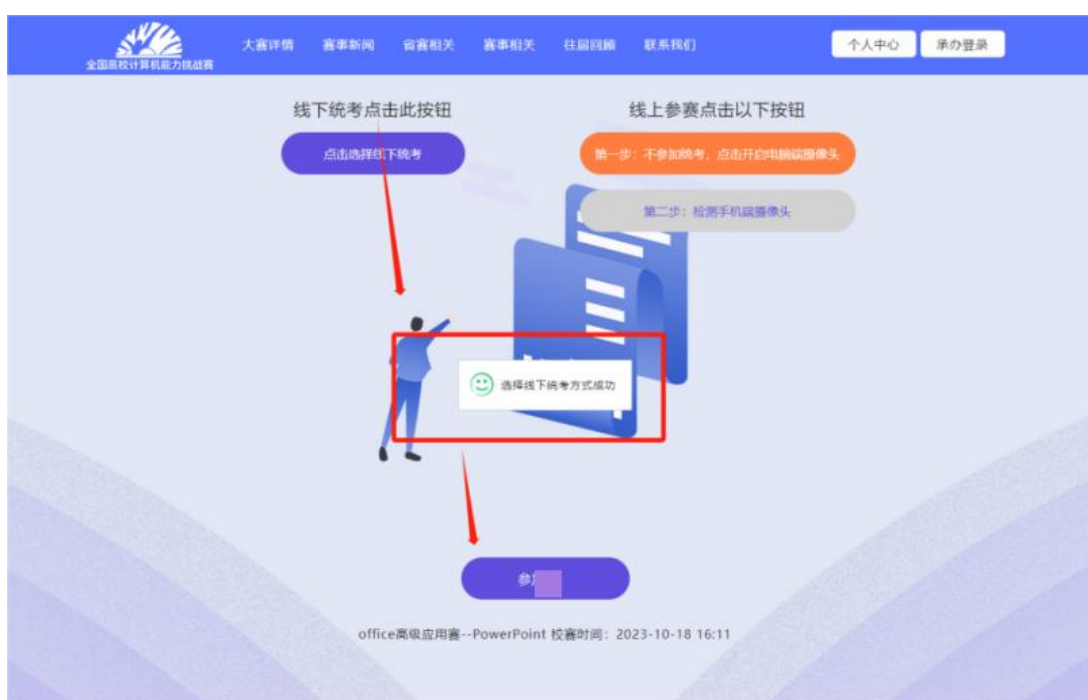 大赛详情 赛事新闻 省赛相关 赛事相关 往届回顾 联系我们 个人中心 承办登录
全国高校计算机能力挑战赛
线下统考点击此按钮
点击选择线下统考
线上参赛点击以下按钮
第一步：不参加统考，点击开启电脑端摄像头
第二步：检测手机端摄像头
选择线下统考方式成功
参
office高级应用赛--PowerPoint 校赛时间：2023-10-18 16:11